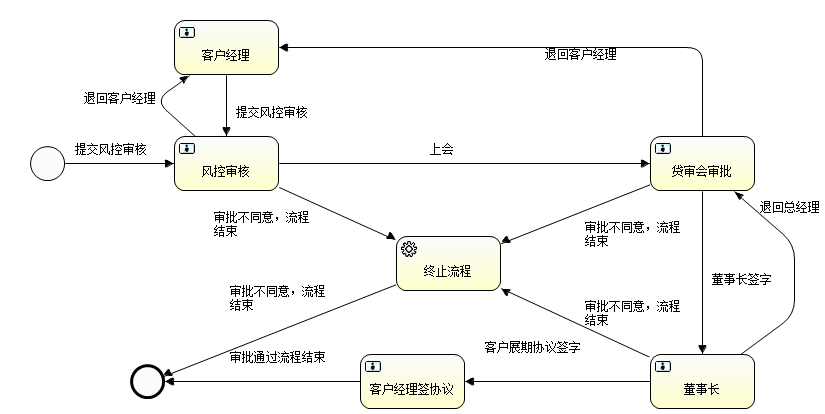 客户经理
退回客户经理
退回客户经理
提交风控审核
提交风控审核
风控审核
上会
贷审会审批
审批不同意，流程
结束
审批不同意，流程
结束
退回总经理
终止流程
董事长签字
审批不同意，流程
结束
审批不同意，流程
结束
客户展期协议签字
审批通过流程结束
客户经理签协议
董事长